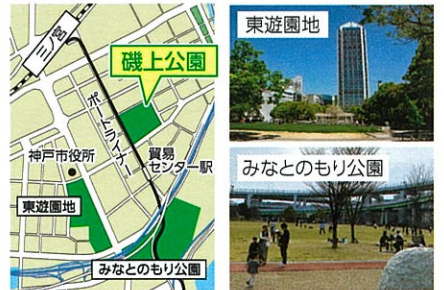 三ノ宮
磯上公園
ポートライナー
神戸市役所
貿易
センター駅
東遊園地
みなとのもり公園
東遊園地
みなとのもり公園